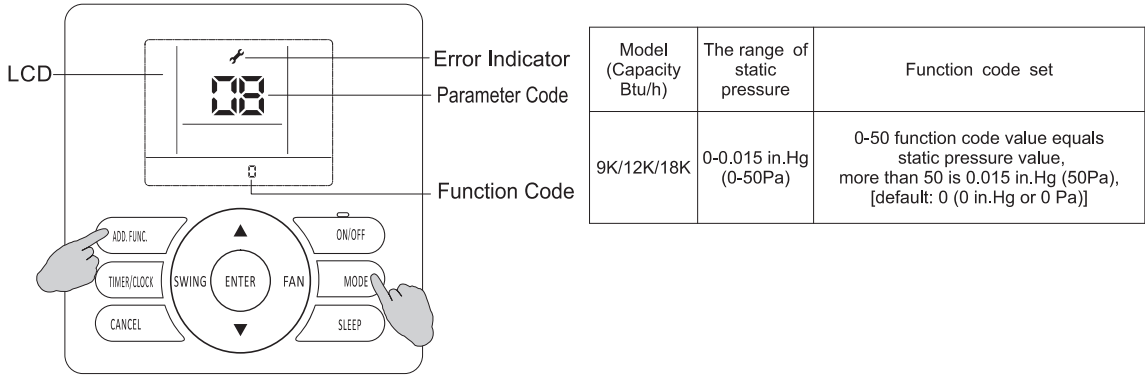 LCD
Error Indicator
08
Parameter Code
0
Function Code
ADD. FUNC.
ON/OFF
TIMER/CLOCK
SWING
ENTER
FAN
MODE
CANCEL
SLEEP
Model
(Capacity
Btu/h)
The range of
static
pressure
Function code set
9K/12K/18K
0-0.015 in.Hg
(0-50Pa)
0-50 function code value equals
static pressure value,
more than 50 is 0.015 in.Hg (50Pa),
[default: 0 (0 in.Hg or 0 Pa)]